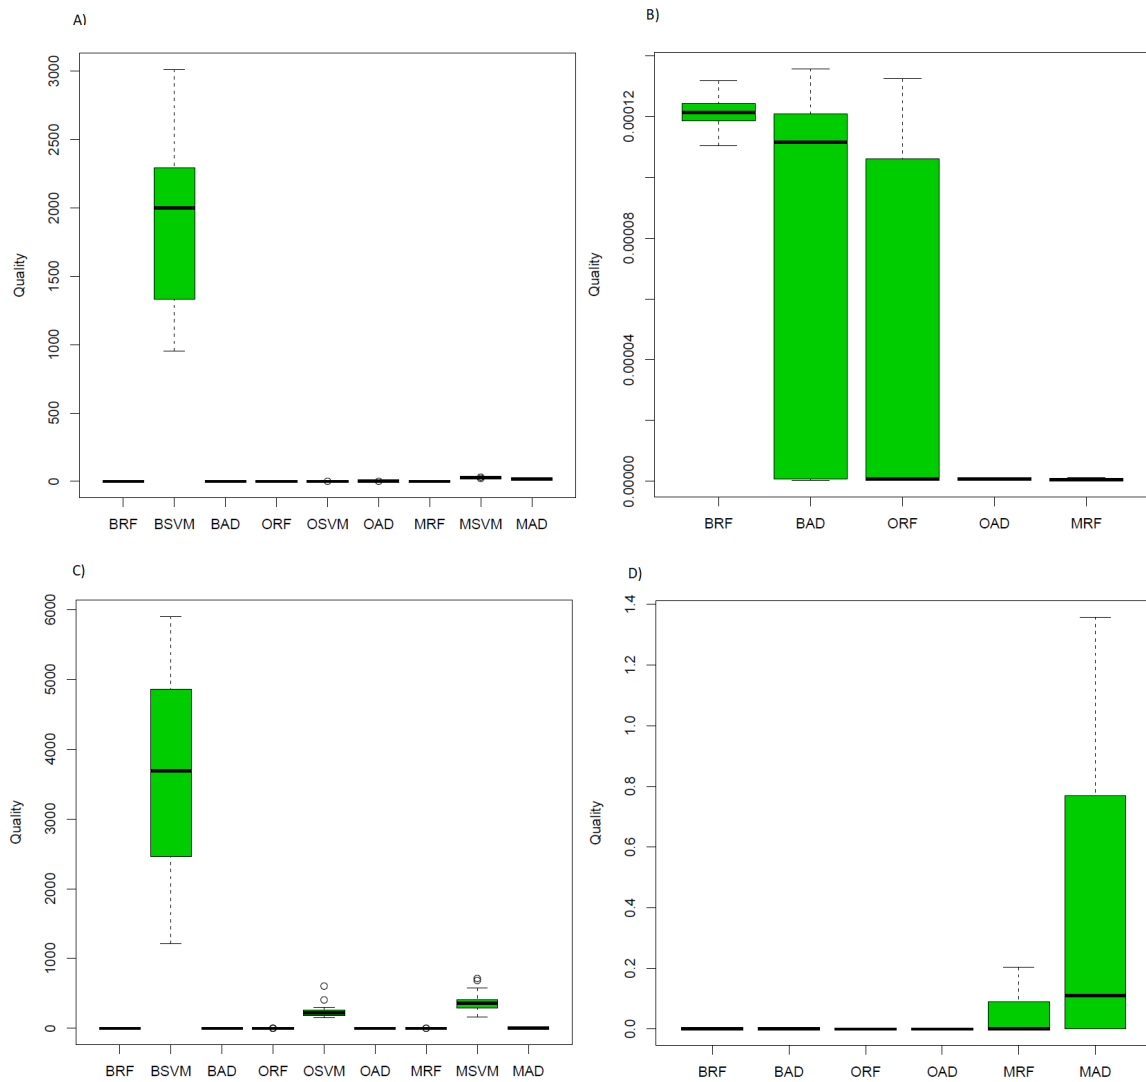 A)
Quality
3000
2500
2000
1500
1000
500
0
BRF BSVM BAD ORF OSVM OAD MRF MSVM MAD
B)
Quality
0.00012
0.00008
0.00004
0.00000
BRF BAD ORF OAD MRF
C)
Quality
6000
5000
4000
3000
2000
1000
0
BRF BSVM BAD ORF OSVM OAD MRF MSVM MAD
D)
Quality
1.4
1.2
1.0
0.8
0.6
0.4
0.2
0.0
BRF BAD ORF OAD MRF MAD